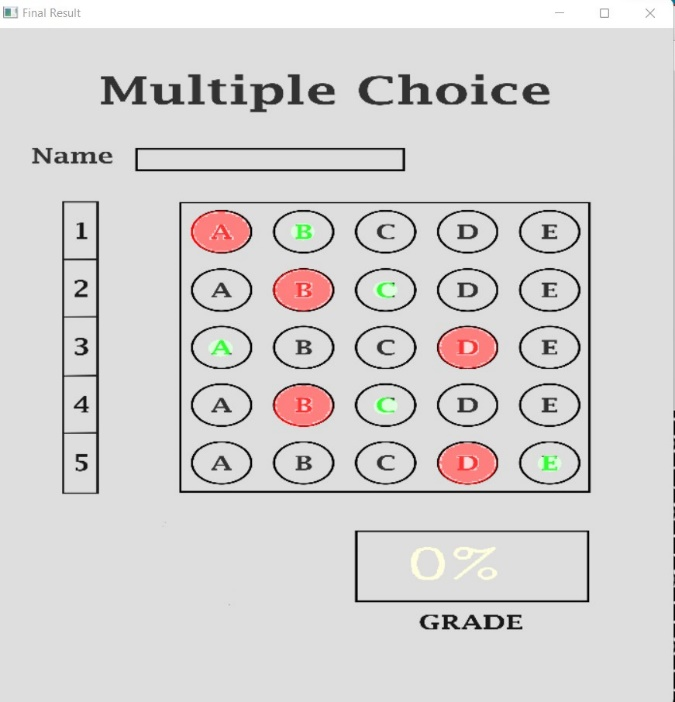 Final Result
Multiple Choice
Name
1 A B C D E
2 A B C D E
3 A B C D E
4 A B C D E
5 A B C D E
0%
GRADE